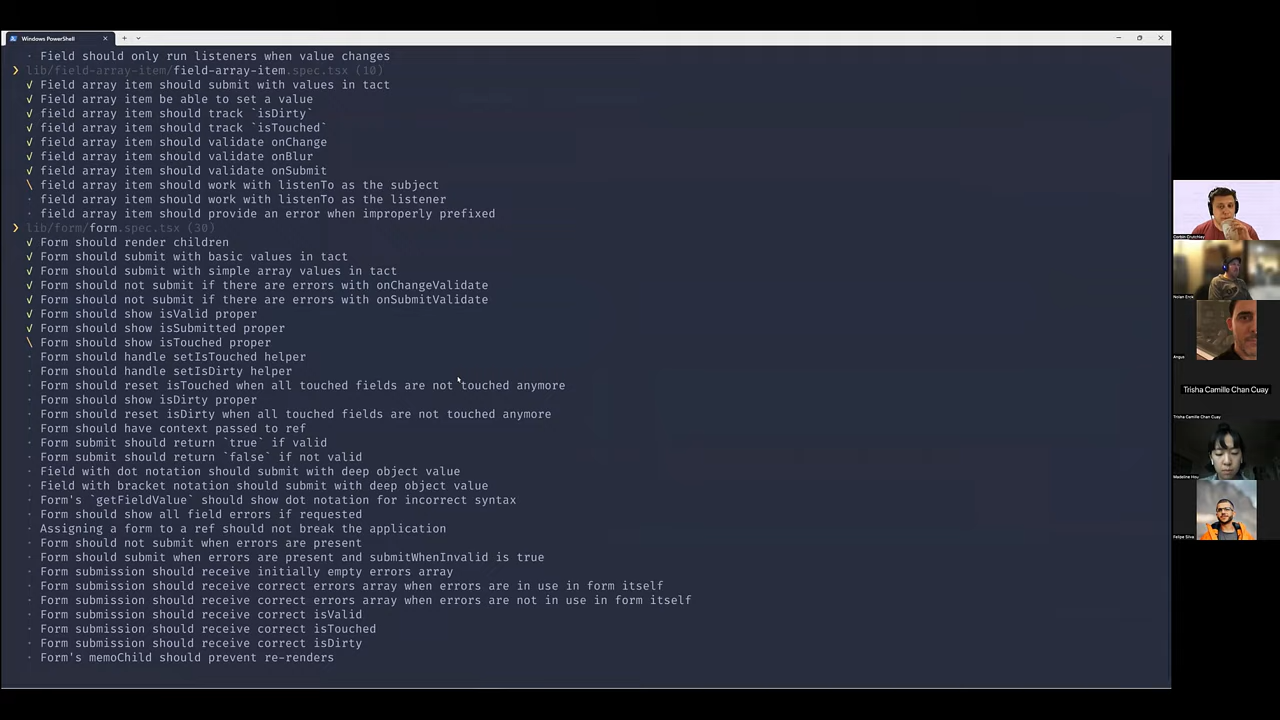 Windows PowerShell
· Field should only run listeners when value changes
❯ lib/field-array-item/field-array-item.spec.tsx (10)
√ Field array item should submit with values in tact
√ Field array item be able to set a value
√ field array item should track `isDirty`
√ field array item should track `isTouched`
√ field array item should validate onChange
√ field array item should validate onBlur
√ field array item should validate onSubmit
\ field array item should work with listenTo as the subject
· field array item should work with listenTo as the listener
· field array item should provide an error when improperly prefixed
❯ lib/form/form.spec.tsx (30)
√ Form should render children
√ Form should submit with basic values in tact
√ Form should submit with simple array values in tact
√ Form should not submit if there are errors with onChangeValidate
√ Form should not submit if there are errors with onSubmitValidate
√ Form should show isValid proper
√ Form should show isSubmitted proper
\ Form should show isTouched proper
· Form should handle setIsTouched helper
· Form should handle setIsDirty helper
· Form should reset isTouched when all touched fields are not touched anymore
· Form should show isDirty proper
· Form should reset isDirty when all touched fields are not touched anymore
· Form should have context passed to ref
· Form submit should return `true` if valid
· Form submit should return `false` if not valid
· Field with dot notation should submit with deep object value
· Field with bracket notation should submit with deep object value
· Form's `getFieldValue` should show dot notation for incorrect syntax
· Form should show all field errors if requested
· Assigning a form to a ref should not break the application
· Form should not submit when errors are present
· Form should submit when errors are present and submitWhenInvalid is true
· Form submission should receive initially empty errors array
· Form submission should receive correct errors array when errors are in use in form itself
· Form submission should receive correct errors array when errors are not in use in form itself
· Form submission should receive correct isValid
· Form submission should receive correct isTouched
· Form submission should receive correct isDirty
· Form's memoChild should prevent re-renders
Corbin Crutchley
Nolan Erck
Angus
Trisha Camille Chan Cuay
Trisha Camille Chan Cuay
Madeline Hou
Felipe Silva